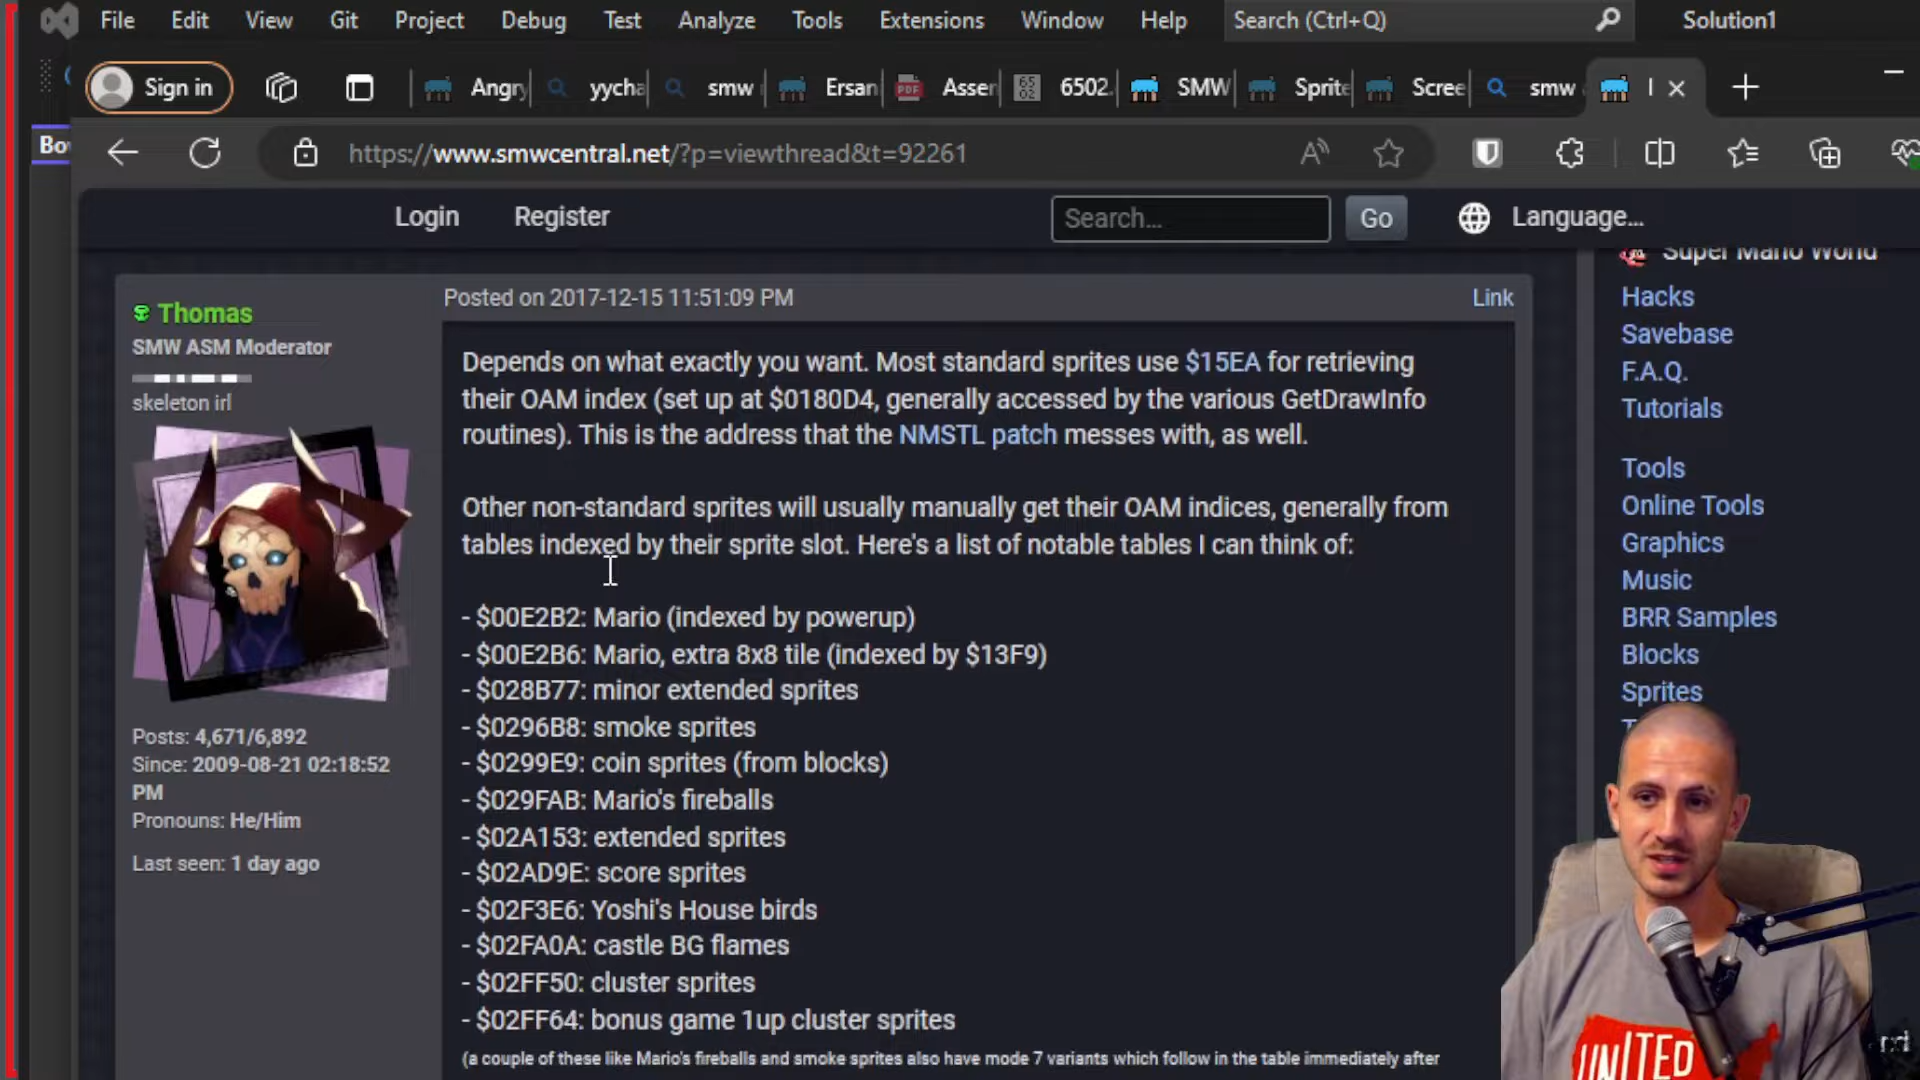 File Edit View Git Project Debug Test Analyze Tools Extensions Window Help Search (Ctrl+Q) Solution1
Sign in Angry yycha smw Ersan Asser 6502. SMW Sprite Scree smw
https://www.smwcentral.net/?p=viewthread&t=92261
Login Register Search... Go Language...
Thomas
SMW ASM Moderator
skeleton irl
Posts: 4,671/6,892
Since: 2009-08-21 02:18:52
PM
Pronouns: He/Him
Last seen: 1 day ago
Posted on 2017-12-15 11:51:09 PM Link
Depends on what exactly you want. Most standard sprites use $15EA for retrieving
their OAM index (set up at $0180D4, generally accessed by the various GetDrawInfo
routines). This is the address that the NMSTL patch messes with, as well.
Other non-standard sprites will usually manually get their OAM indices, generally from
tables indexed by their sprite slot. Here's a list of notable tables I can think of:
- $00E2B2: Mario (indexed by powerup)
- $00E2B6: Mario, extra 8x8 tile (indexed by $13F9)
- $028B77: minor extended sprites
- $0296B8: smoke sprites
- $0299E9: coin sprites (from blocks)
- $029FAB: Mario's fireballs
- $02A153: extended sprites
- $02AD9E: score sprites
- $02F3E6: Yoshi's House birds
- $02FA0A: castle BG flames
- $02FF50: cluster sprites
- $02FF64: bonus game 1up cluster sprites
(a couple of these like Mario's fireballs and smoke sprites also have mode 7 variants which follow in the table immediately after
Super Mario World
Hacks
Savebase
F.A.Q.
Tutorials
Tools
Online Tools
Graphics
Music
BRR Samples
Blocks
Sprites
UNITED